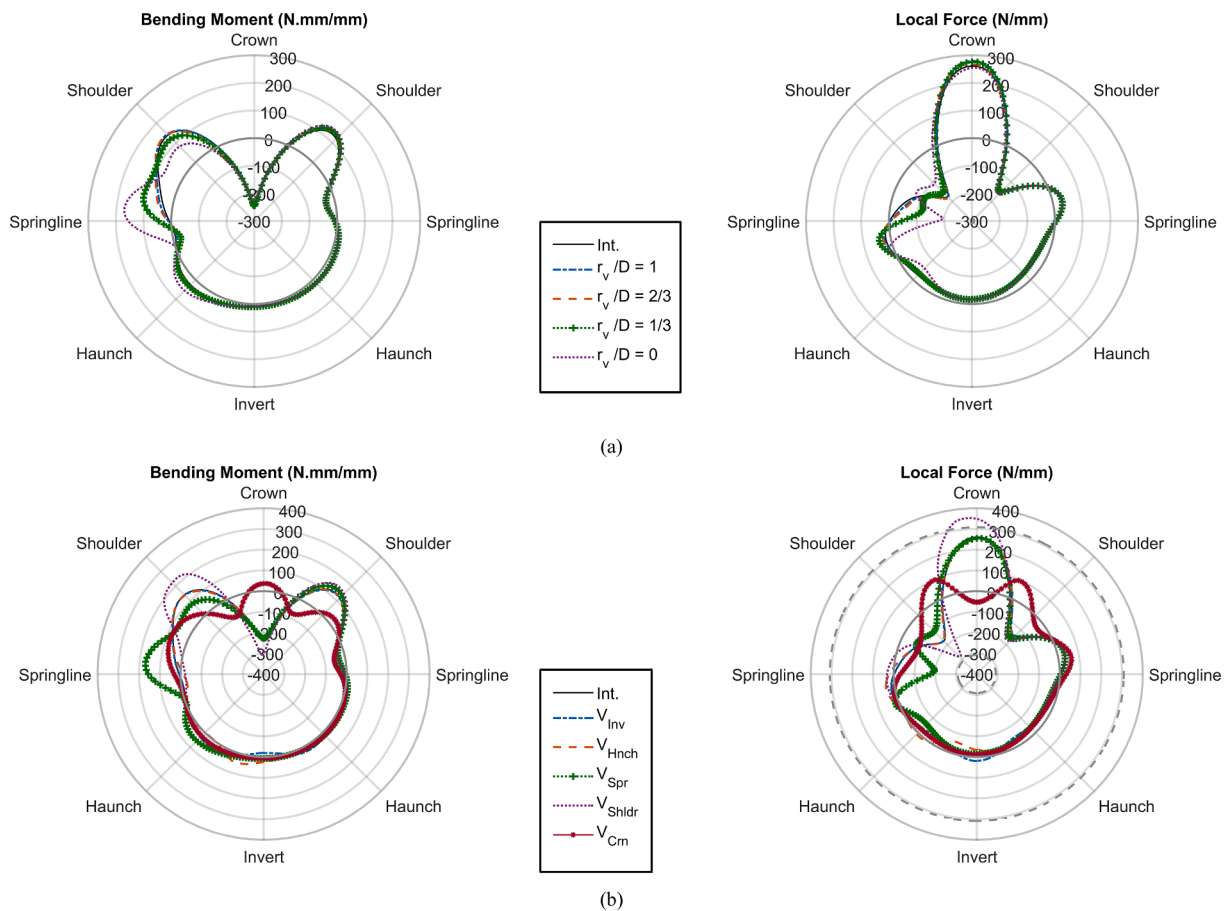 Bending Moment (N.mm/mm)
Crown
300
200
100
0
-100
-200
-300
Shoulder
Shoulder
Springline
Springline
Haunch
Haunch
Invert
Int.
r_v /D = 1
r_v /D = 2/3
r_v /D = 1/3
r_v /D = 0
Local Force (N/mm)
Crown
300
200
100
0
-100
-200
-300
Shoulder
Shoulder
Springline
Springline
Haunch
Haunch
Invert
(a)
Bending Moment (N.mm/mm)
Crown
400
300
200
100
0
-100
-200
-300
-400
Shoulder
Shoulder
Springline
Springline
Haunch
Haunch
Invert
Int.
V_Inv
V_Hnch
V_Spr
V_Shldr
V_Crn
Local Force (N/mm)
Crown
400
300
200
100
0
-100
-200
-300
-400
Shoulder
Shoulder
Springline
Springline
Haunch
Haunch
Invert
(b)